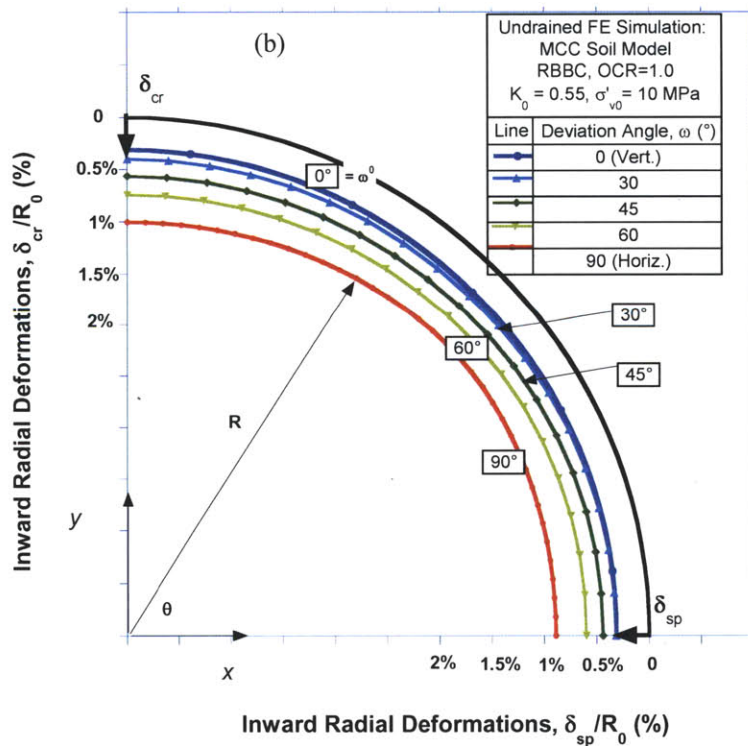 (b)
Undrained FE Simulation:
MCC Soil Model
RBBC, OCR=1.0
K₀ = 0.55, σ'ᵥ₀ = 10 MPa
Line Deviation Angle, ω (°)
0 (Vert.)
30
45
60
90 (Horiz.)
δcr
0
0.5%
1%
1.5%
2%
Inward Radial Deformations, δcr/R₀ (%)
0° = ω⁰
30°
45°
60°
90°
R
y
θ
x
δsp
2% 1.5% 1% 0.5% 0
Inward Radial Deformations, δsp/R₀ (%)